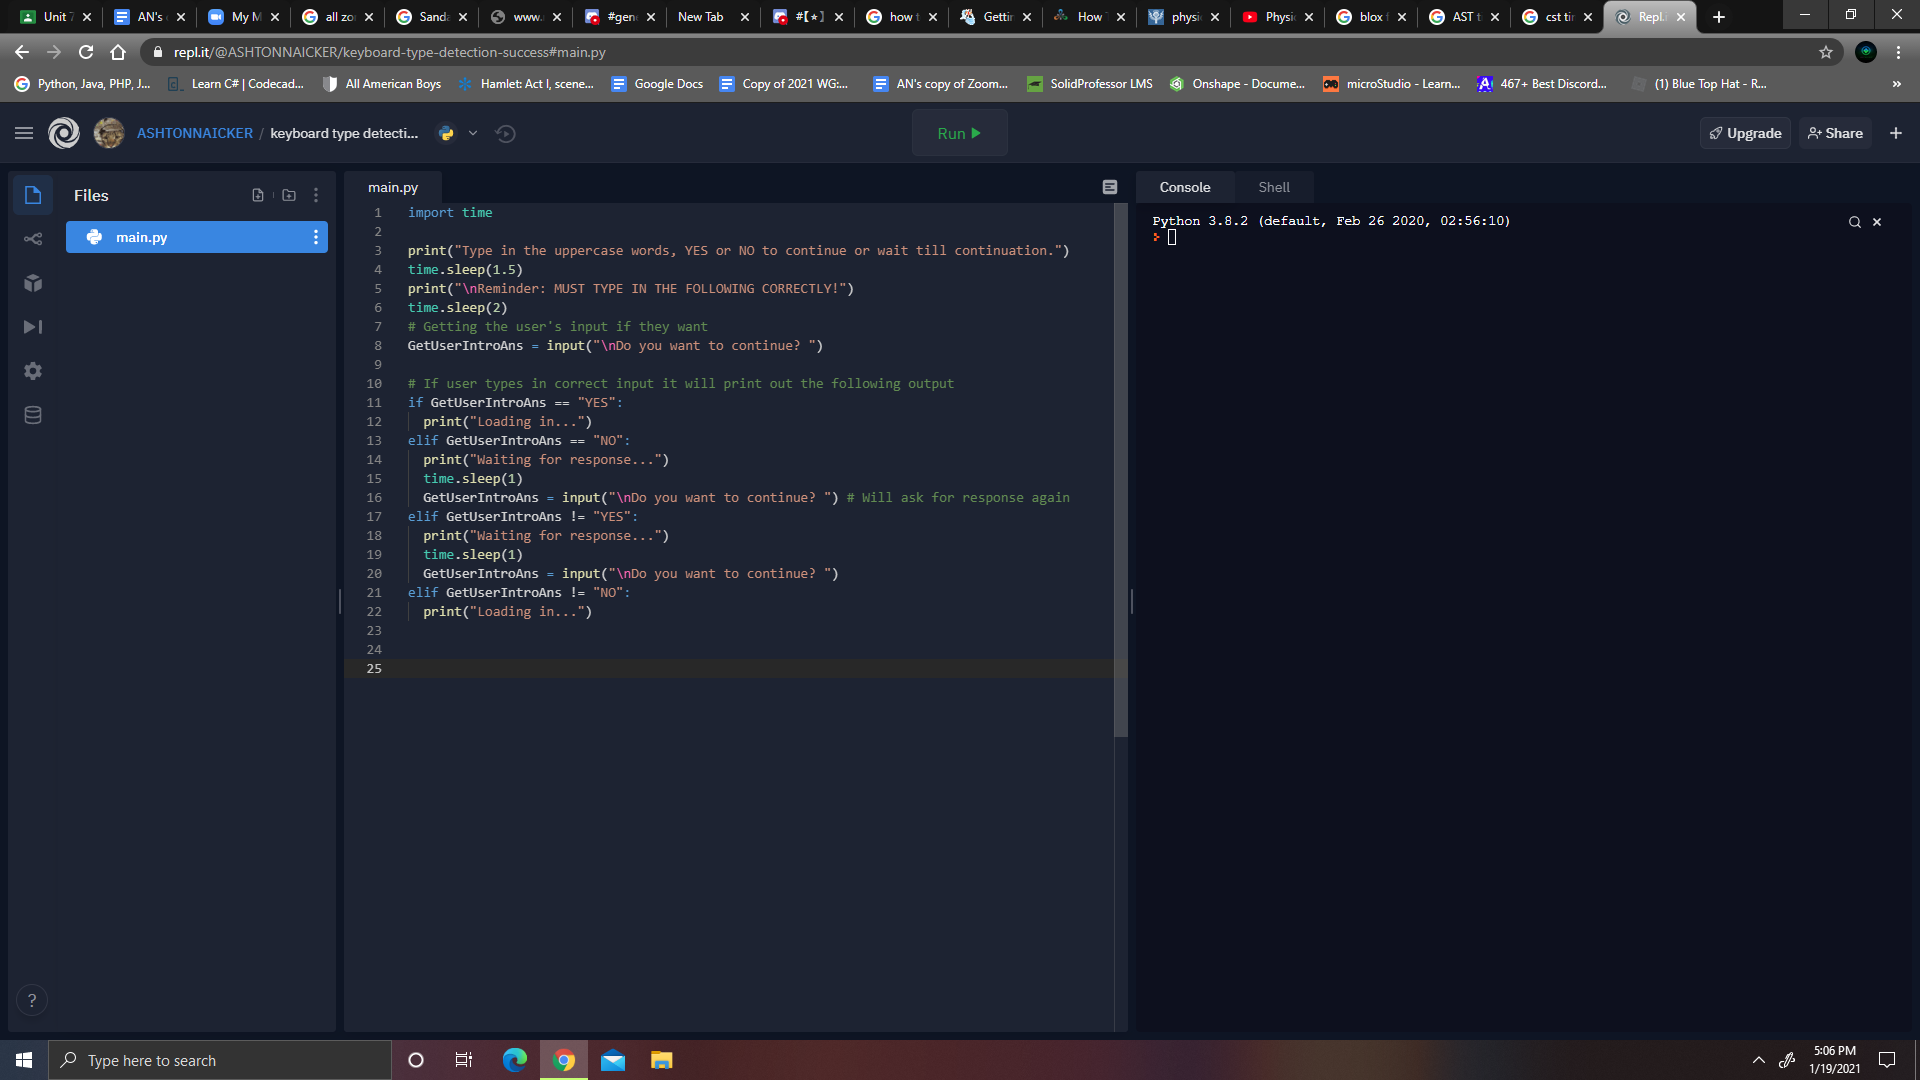 Unit 7
AN's
My M
all zo
Sanda
www.
#gen
New Tab
#【★】
how t
Gettin
How
physi
Physi
blox f
AST t
cst tir
Repl.
repl.it/@ASHTONNAICKER/keyboard-type-detection-success#main.py
Python, Java, PHP, J...
Learn C# | Codecad...
All American Boys
Hamlet: Act I, scene...
Google Docs
Copy of 2021 WG:...
AN's copy of Zoom...
SolidProfessor LMS
Onshape - Docume...
microStudio - Learn...
467+ Best Discord...
(1) Blue Top Hat - R...
»
ASHTONNAICKER / keyboard type detecti...
Run
Upgrade
Share
Files
main.py
main.py
1 import time
2
3 print("Type in the uppercase words, YES or NO to continue or wait till continuation.")
4 time.sleep(1.5)
5 print("\nReminder: MUST TYPE IN THE FOLLOWING CORRECTLY!")
6 time.sleep(2)
7 # Getting the user's input if they want
8 GetUserIntroAns = input("\nDo you want to continue? ")
9
10 # If user types in correct input it will print out the following output
11 if GetUserIntroAns == "YES":
12 print("Loading in...")
13 elif GetUserIntroAns == "NO":
14 print("Waiting for response...")
15 time.sleep(1)
16 GetUserIntroAns = input("\nDo you want to continue? ") # Will ask for response again
17 elif GetUserIntroAns != "YES":
18 print("Waiting for response...")
19 time.sleep(1)
20 GetUserIntroAns = input("\nDo you want to continue? ")
21 elif GetUserIntroAns != "NO":
22 print("Loading in...")
23
24
25
Console
Shell
Python 3.8.2 (default, Feb 26 2020, 02:56:10)
?
Type here to search
5:06 PM
1/19/2021